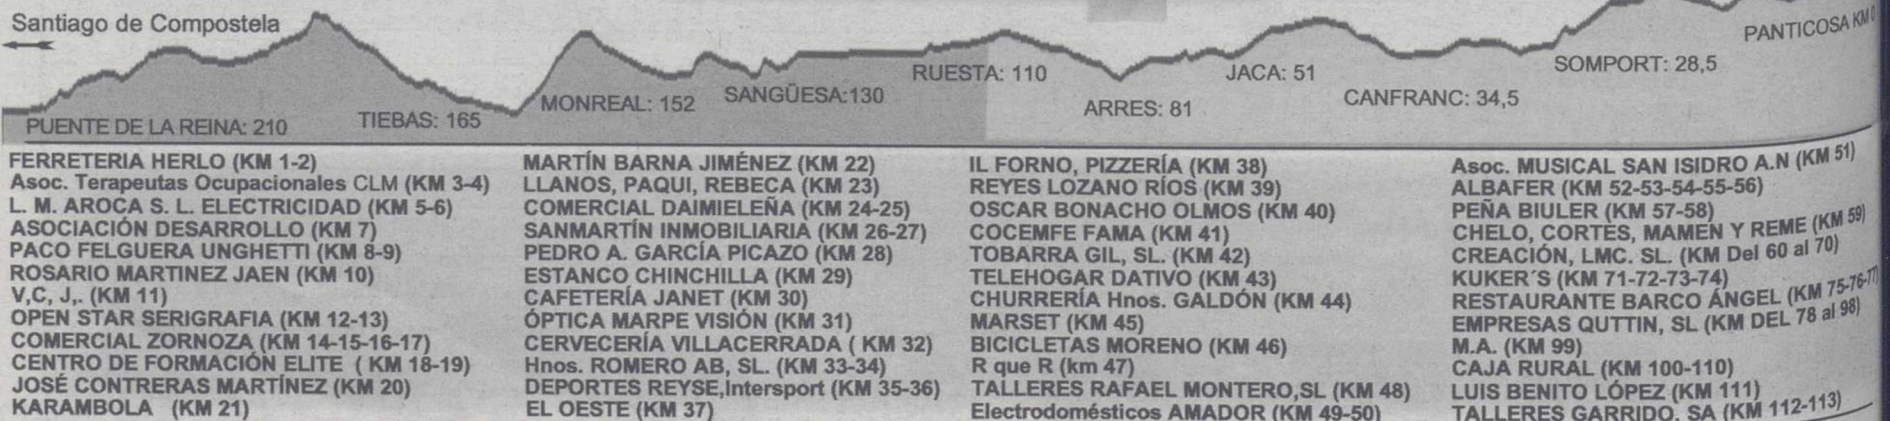 Santiago de Compostela
PANTICOSA KM 0
SOMPORT: 28,5
RUESTA: 110
JACA: 51
CANFRANC: 34,5
MONREAL: 152
SANGÜESA:130
ARRES: 81
TIEBAS: 165
PUENTE DE LA REINA: 210
FERRETERIA HERLO (KM 1-2)
Asoc. Terapeutas Ocupacionales CLM (KM 3-4)
L. M. AROCA S. L. ELECTRICIDAD (KM 5-6)
ASOCIACIÓN DESARROLLO (KM 7)
PACO FELGUERA UNGHETTI (KM 8-9)
ROSARIO MARTINEZ JAEN (KM 10)
V,C, J,. (KM 11)
OPEN STAR SERIGRAFIA (KM 12-13)
COMERCIAL ZORNOZA (KM 14-15-16-17)
CENTRO DE FORMACIÓN ELITE ( KM 18-19)
JOSÉ CONTRERAS MARTÍNEZ (KM 20)
KARAMBOLA (KM 21)
MARTÍN BARNA JIMÉNEZ (KM 22)
LLANOS, PAQUI, REBECA (KM 23)
COMERCIAL DAIMIELEÑA (KM 24-25)
SANMARTÍN INMOBILIARIA (KM 26-27)
PEDRO A. GARCÍA PICAZO (KM 28)
ESTANCO CHINCHILLA (KM 29)
CAFETERÍA JANET (KM 30)
ÓPTICA MARPE VISIÓN (KM 31)
CERVECERÍA VILLACERRADA ( KM 32)
Hnos. ROMERO AB, SL. (KM 33-34)
DEPORTES REYSE,Intersport (KM 35-36)
EL OESTE (KM 37)
IL FORNO, PIZZERÍA (KM 38)
REYES LOZANO RÍOS (KM 39)
OSCAR BONACHO OLMOS (KM 40)
COCEMFE FAMA (KM 41)
TOBARRA GIL, SL. (KM 42)
TELEHOGAR DATIVO (KM 43)
CHURRERÍA Hnos. GALDÓN (KM 44)
MARSET (KM 45)
BICICLETAS MORENO (KM 46)
R que R (km 47)
TALLERES RAFAEL MONTERO,SL (KM 48)
Electrodomésticos AMADOR (KM 49-50)
Asoc. MUSICAL SAN ISIDRO A.N (KM 51)
ALBAFER (KM 52-53-54-55-56)
PEÑA BIULER (KM 57-58)
CHELO, CORTÉS, MAMEN Y REME (KM 59)
CREACIÓN, LMC. SL. (KM Del 60 al 70)
KUKER´S (KM 71-72-73-74)
RESTAURANTE BARCO ÁNGEL (KM 75-76-77)
EMPRESAS QUTTIN, SL (KM DEL 78 al 98)
M.A. (KM 99)
CAJA RURAL (KM 100-110)
LUIS BENITO LÓPEZ (KM 111)
TALLERES GARRIDO, SA (KM 112-113)